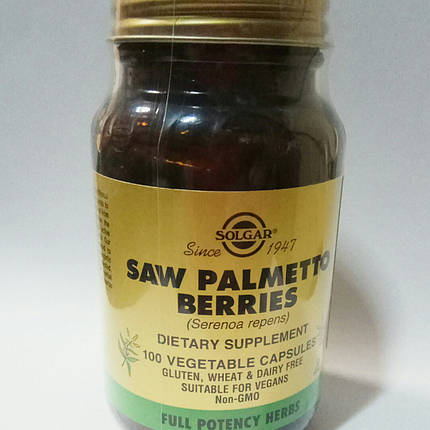 SOLGAR®
Since 1947
SAW PALMETTO
BERRIES
(Serenoa repens)
DIETARY SUPPLEMENT
100 VEGETABLE CAPSULES
GLUTEN, WHEAT & DAIRY FREE
SUITABLE FOR VEGANS
Non-GMO
FULL POTENCY HERBS